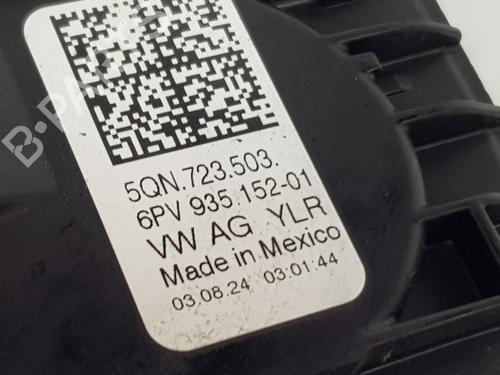 B-PARTS
5QN.723.503.
6PV 935.152-01
VW AG YLR
Made in Mexico
03.08.24 03:01:44